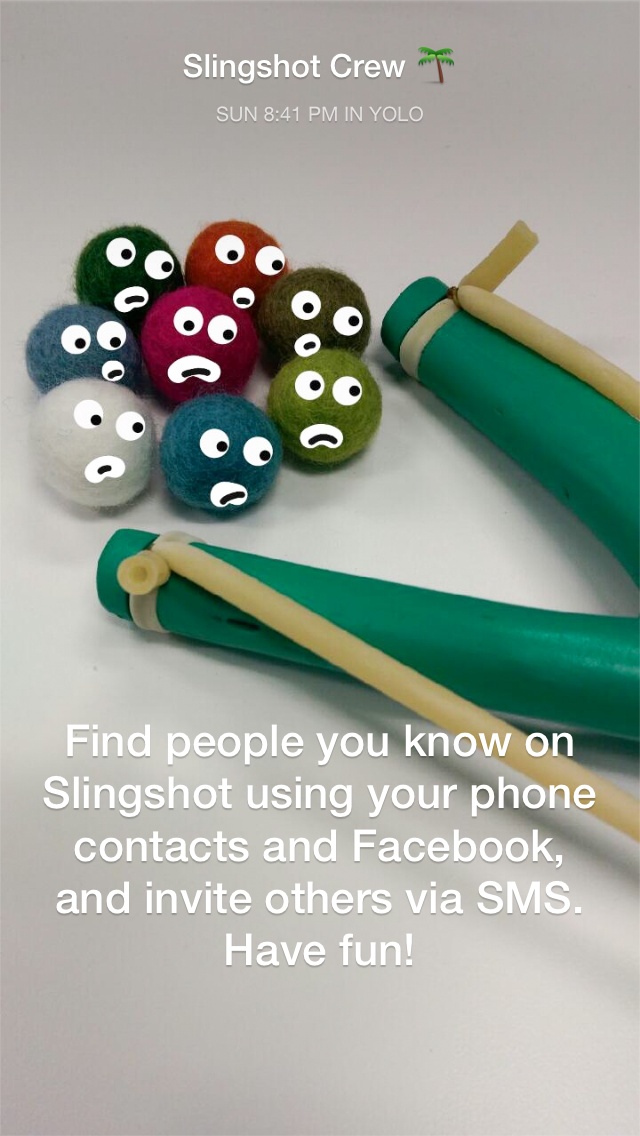 Slingshot Crew 🌴
SUN 8:41 PM IN YOLO
Find people you know on
Slingshot using your phone
contacts and Facebook,
and invite others via SMS.
Have fun!